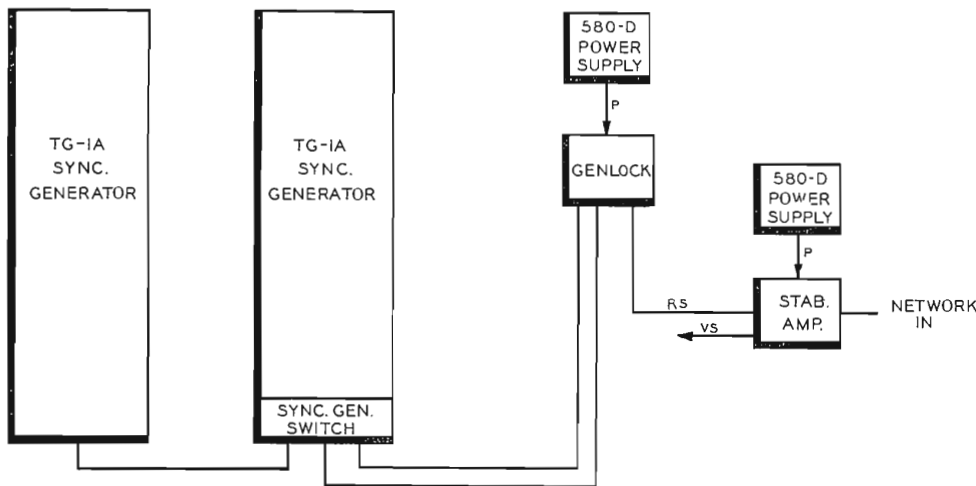 TG-1A
SYNC.
GENERATOR
TG-1A
SYNC.
GENERATOR
SYNC. GEN.
SWITCH
580-D
POWER
SUPPLY
P
GENLOCK
580-D
POWER
SUPPLY
P
RS
VS
STAB.
AMP.
NETWORK
IN